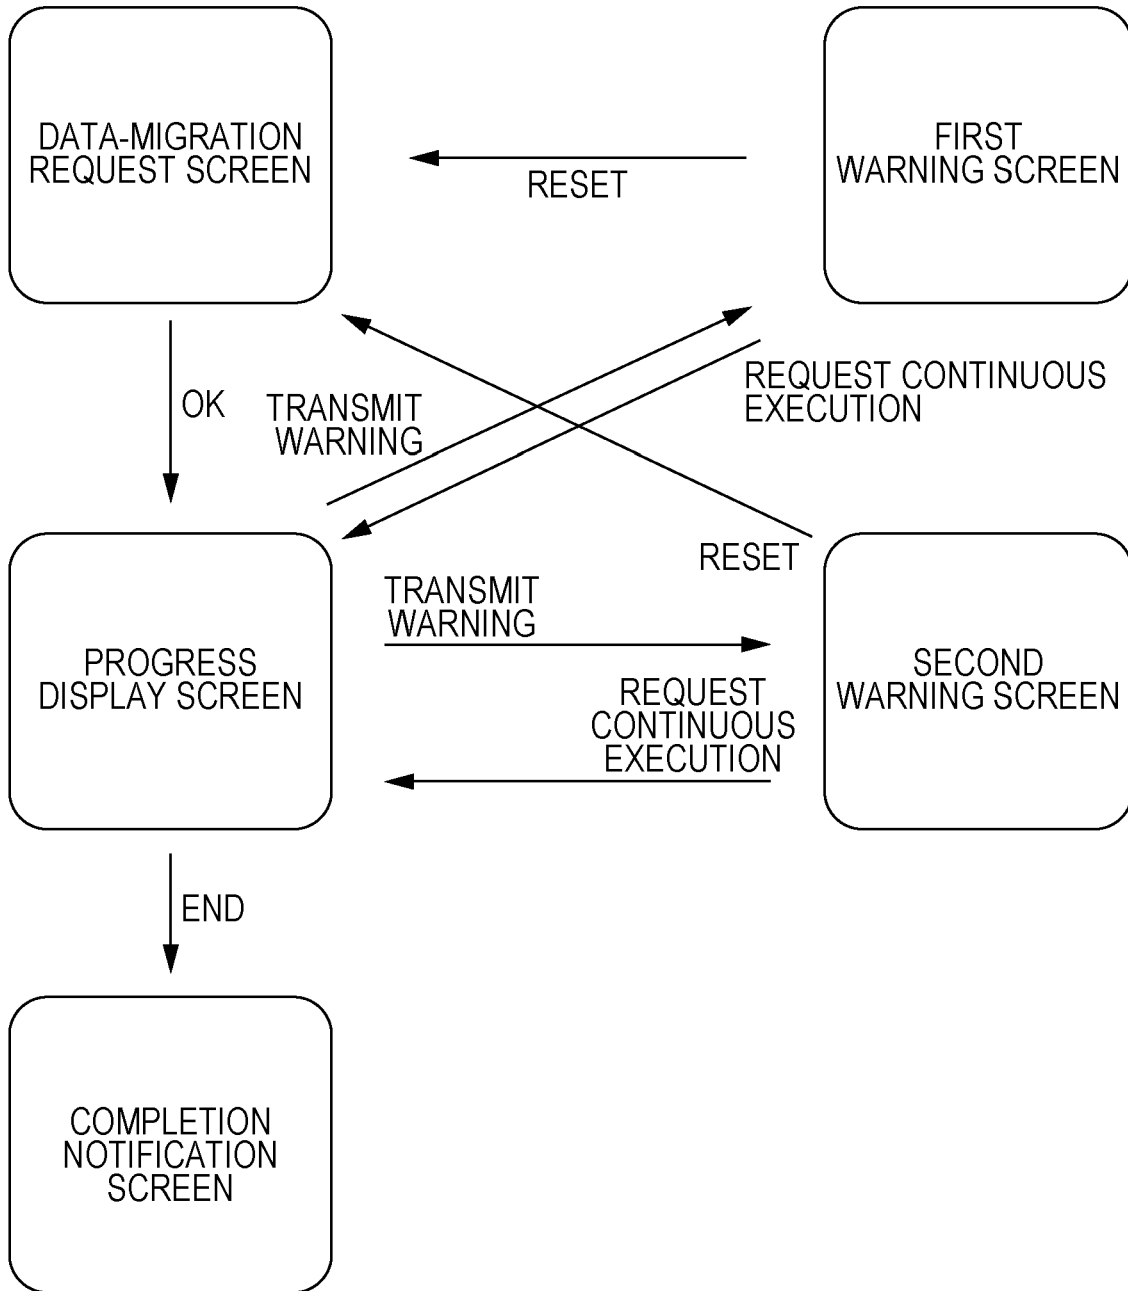 DATA-MIGRATION
REQUEST SCREEN
FIRST
WARNING SCREEN
RESET
OK
TRANSMIT
WARNING
REQUEST CONTINUOUS
EXECUTION
RESET
TRANSMIT
WARNING
PROGRESS
DISPLAY SCREEN
SECOND
WARNING SCREEN
REQUEST
CONTINUOUS
EXECUTION
END
COMPLETION
NOTIFICATION
SCREEN